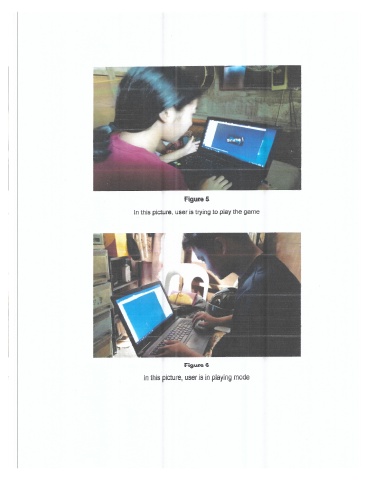 Figure 5
In this picture, user is trying to play the game
Figure 6
In this picture, user is in playing mode